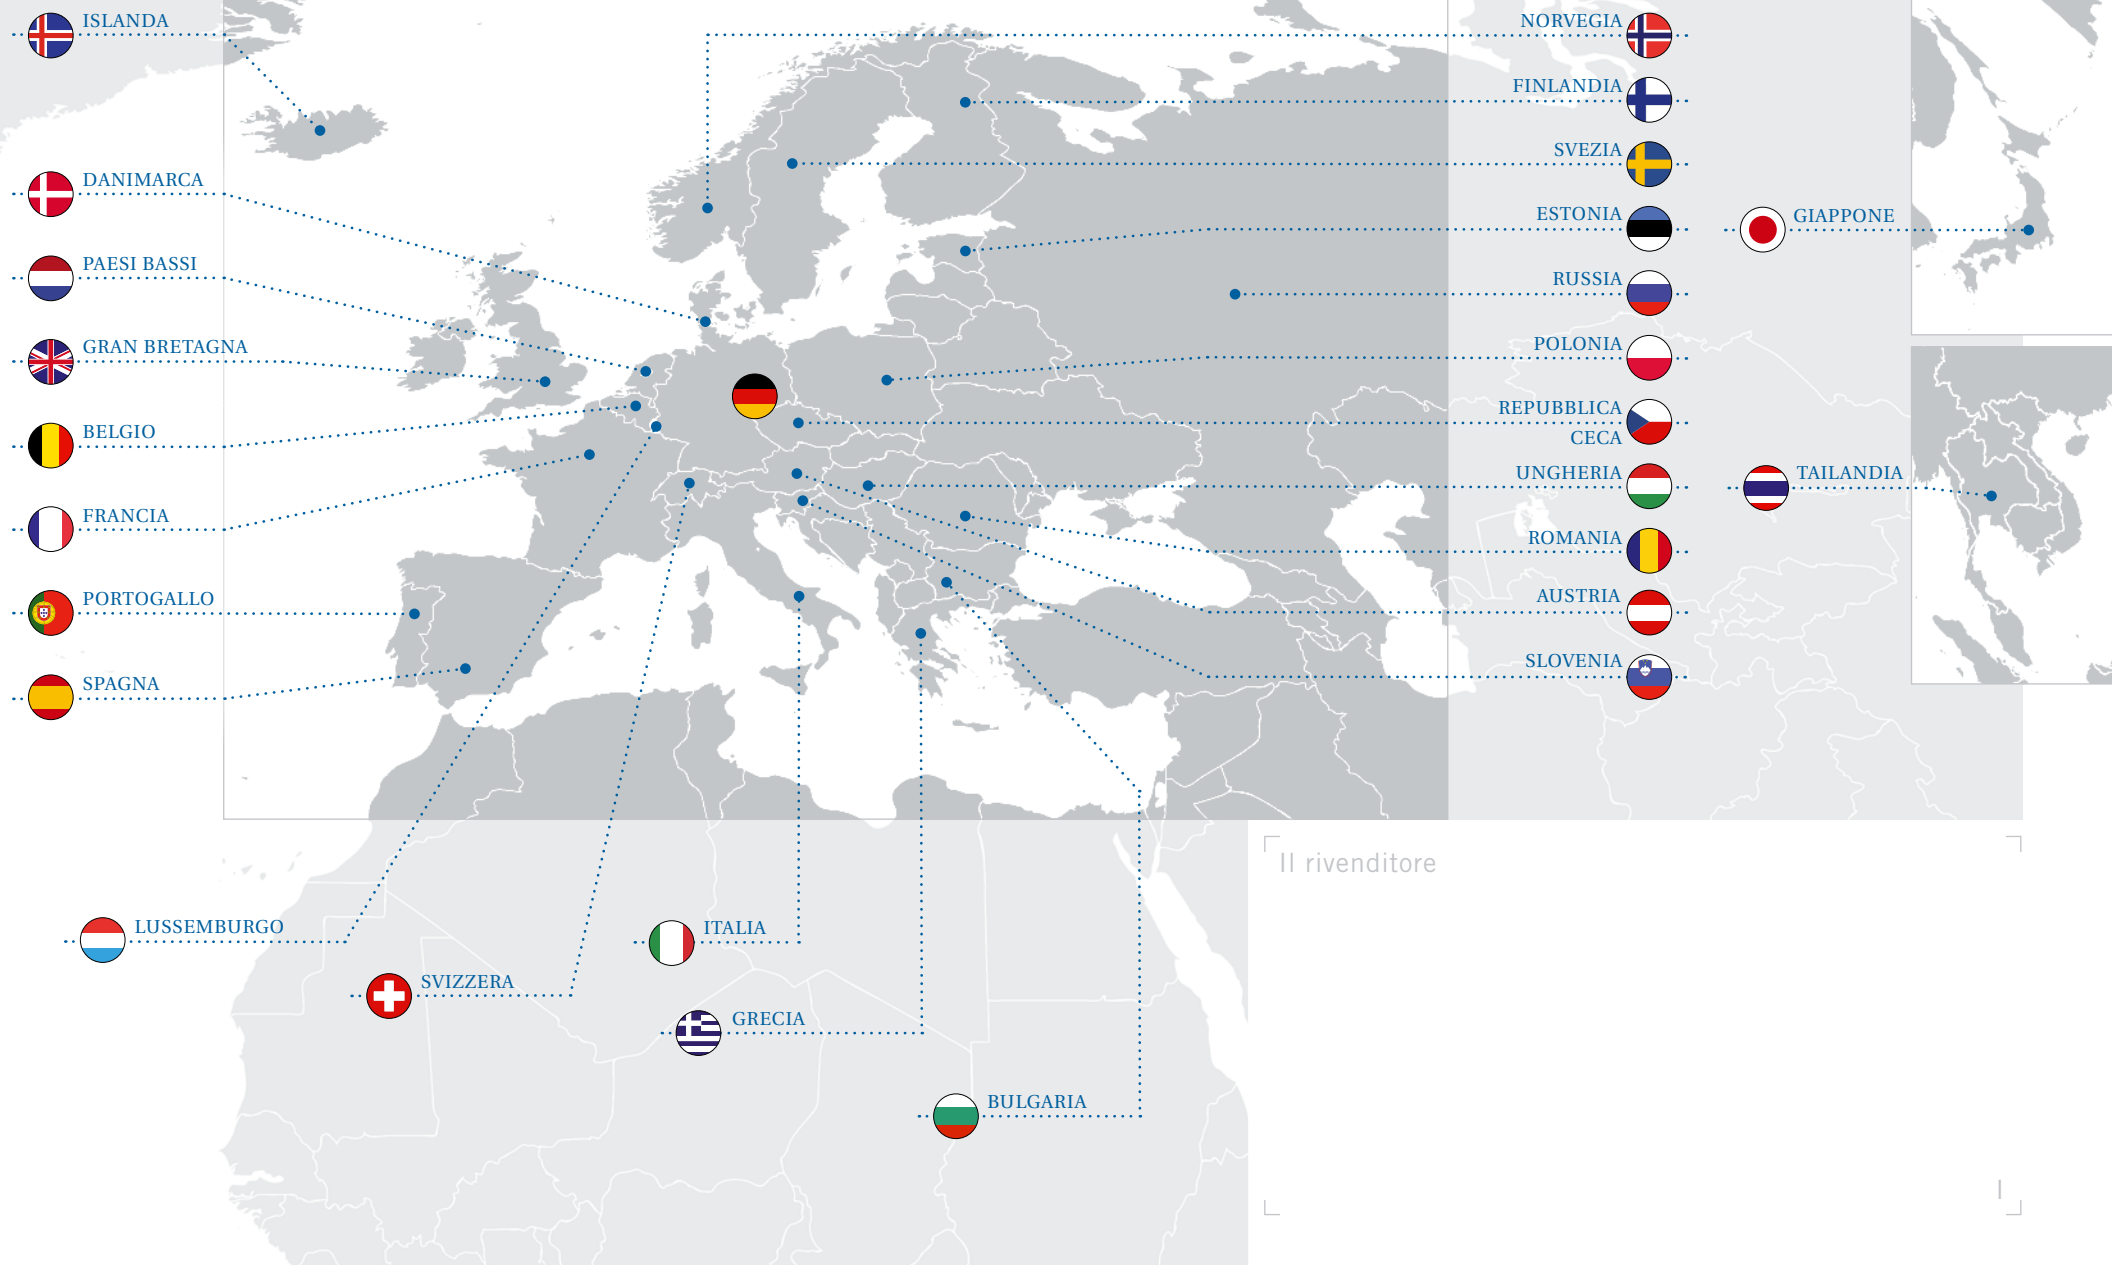 ISLANDA
DANIMARCA
PAESI BASSI
GRAN BRETAGNA
BELGIO
FRANCIA
PORTOGALLO
SPAGNA
LUSSEMBURGO
SVIZZERA
ITALIA
GRECIA
BULGARIA
NORVEGIA
FINLANDIA
SVEZIA
ESTONIA
RUSSIA
POLONIA
REPUBBLICA
CECA
UNGHERIA
ROMANIA
AUSTRIA
SLOVENIA
GIAPPONE
TAILANDIA
Il rivenditore
I